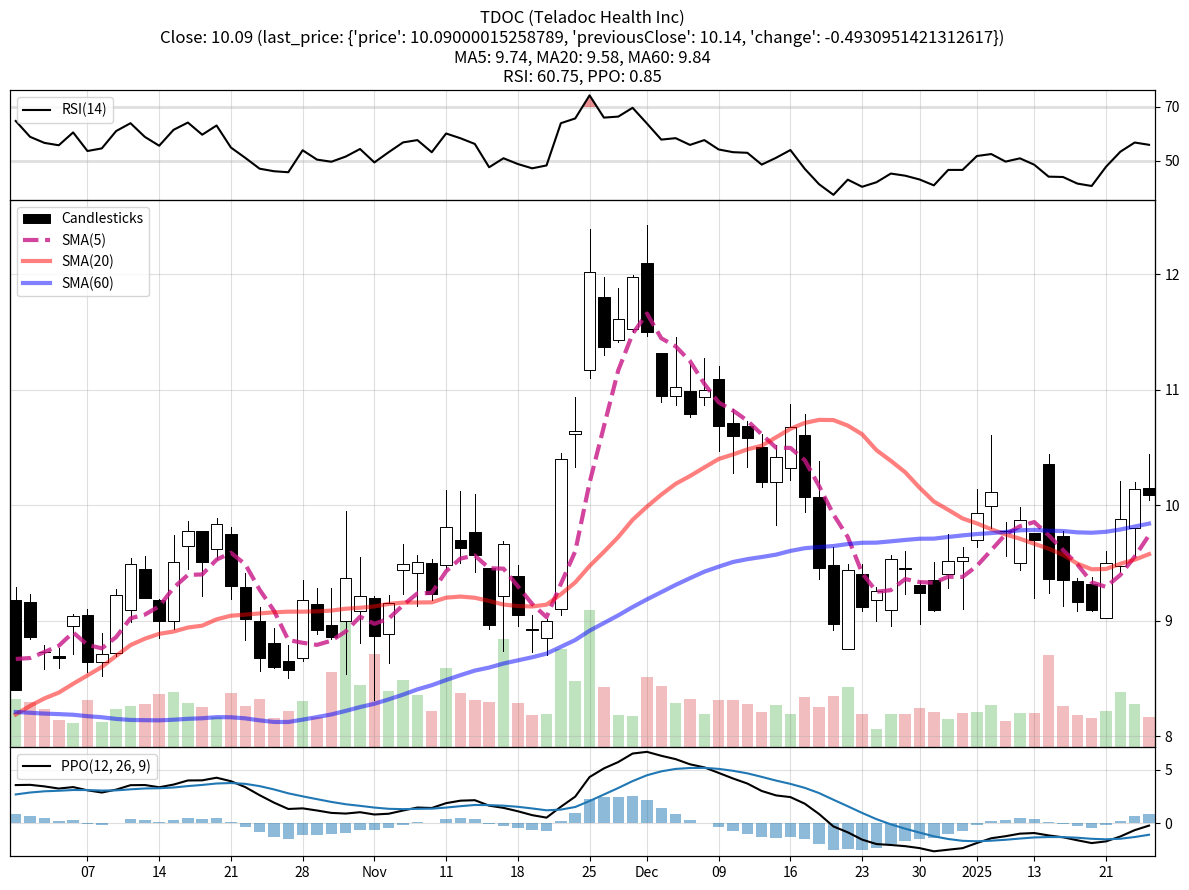 TDOC (Teladoc Health Inc)
Close: 10.09 (last_price: {'price': 10.09000015258789, 'previousClose': 10.14, 'change': -0.4930951421312617})
MA5: 9.74, MA20: 9.58, MA60: 9.84
RSI: 60.75, PPO: 0.85
RSI(14)
70
50
Candlesticks
SMA(5)
SMA(20)
SMA(60)
12
11
10
9
8
PPO(12, 26, 9)
5
0
07 14 21 28 Nov 11 18 25 Dec 09 16 23 30 2025 13 21